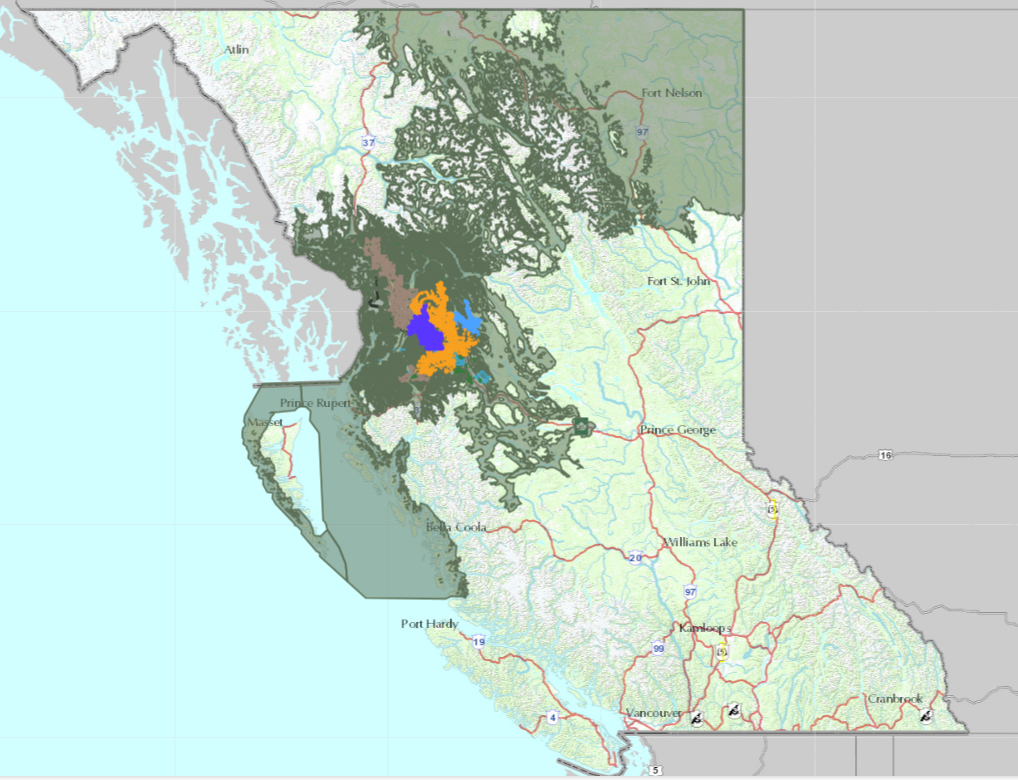 Atlin
Fort Nelson
97
37
Fort St. John
Prince Rupert
Masset
Prince George
16
Bella Coola
Williams Lake
20
97
Port Hardy
Kamloops
19
99
5
Cranbrook
Vancouver
4
5